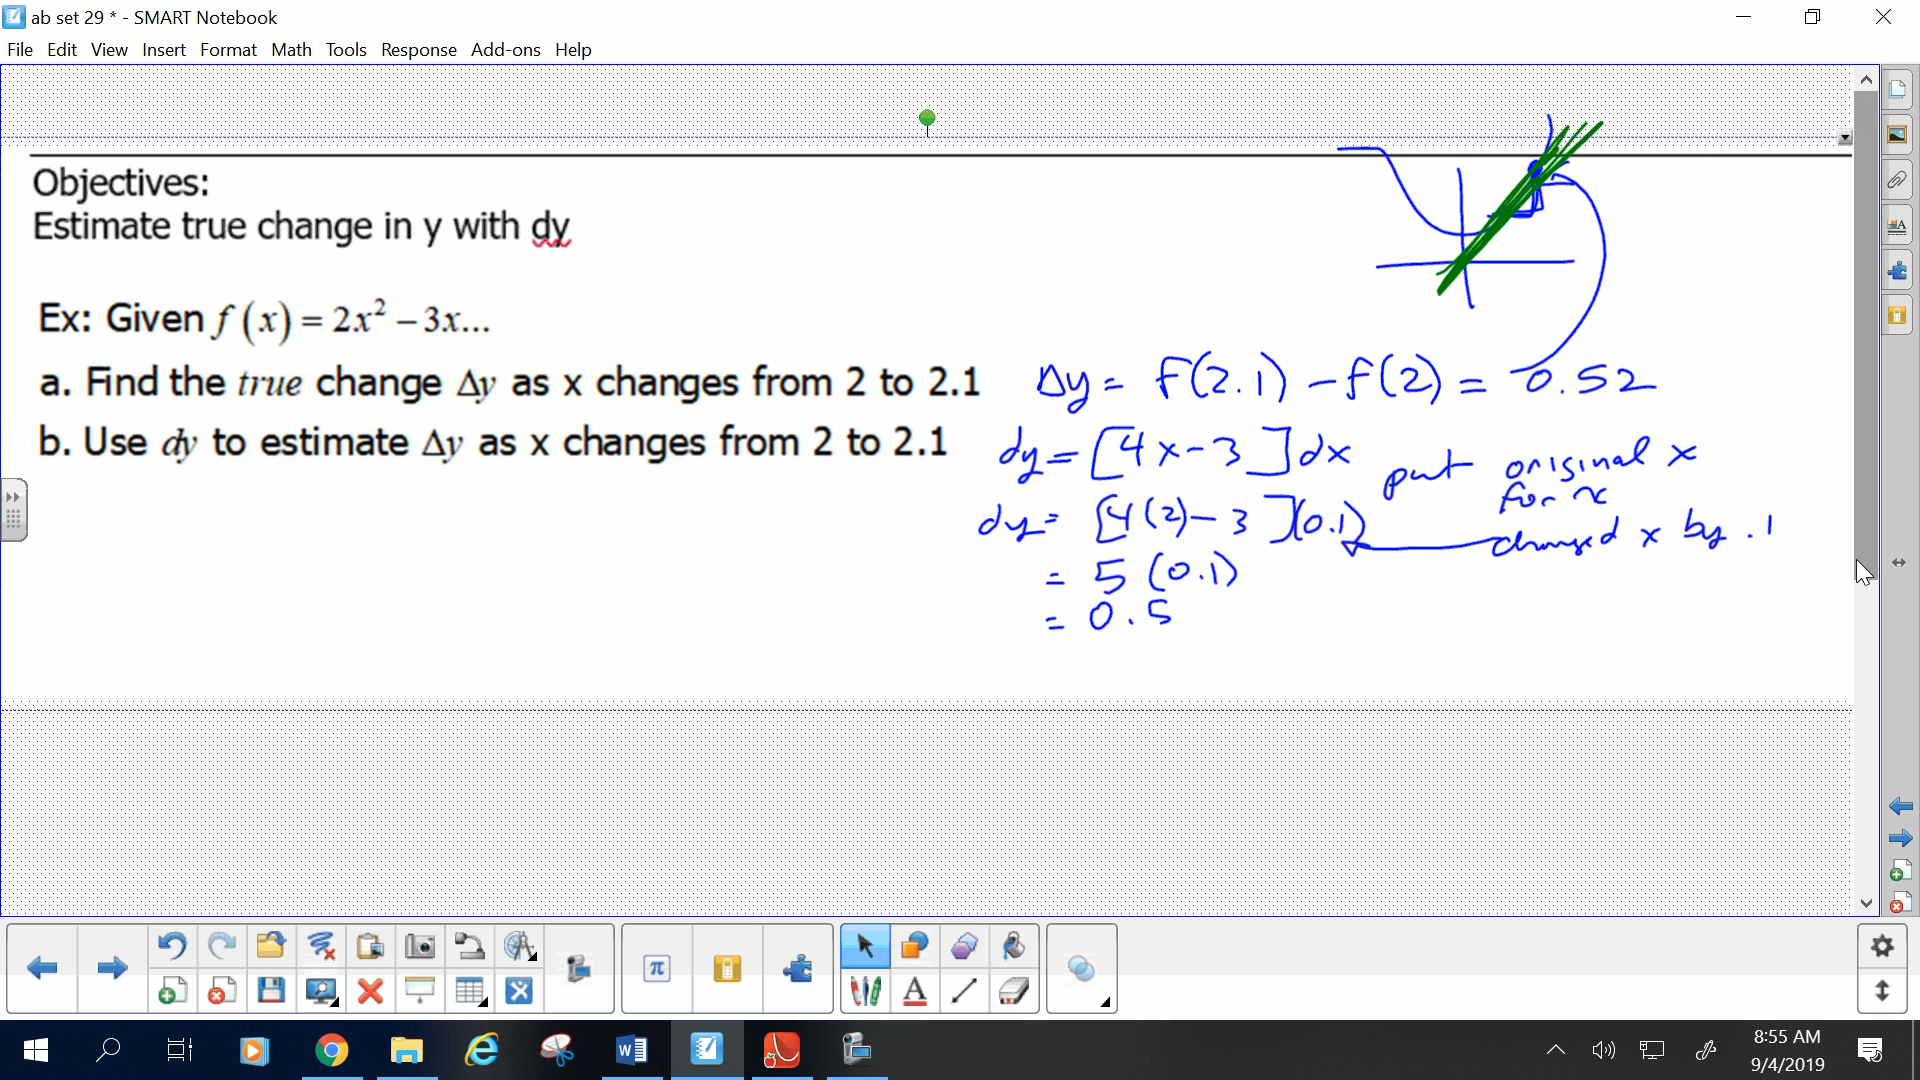 ab set 29 * - SMART Notebook
File Edit View Insert Format Math Tools Response Add-ons Help
Objectives:
Estimate true change in y with dy
Ex: Given f(x) = 2x² – 3x...
a. Find the true change Δy as x changes from 2 to 2.1
Δy = f(2.1) - f(2) = 0.52
b. Use dy to estimate Δy as x changes from 2 to 2.1
dy = [4x-3]dx
put original x
for x
dy = [4(2)-3](0.1)
changed x by .1
= 5 (0.1)
= 0.5
8:55 AM
9/4/2019